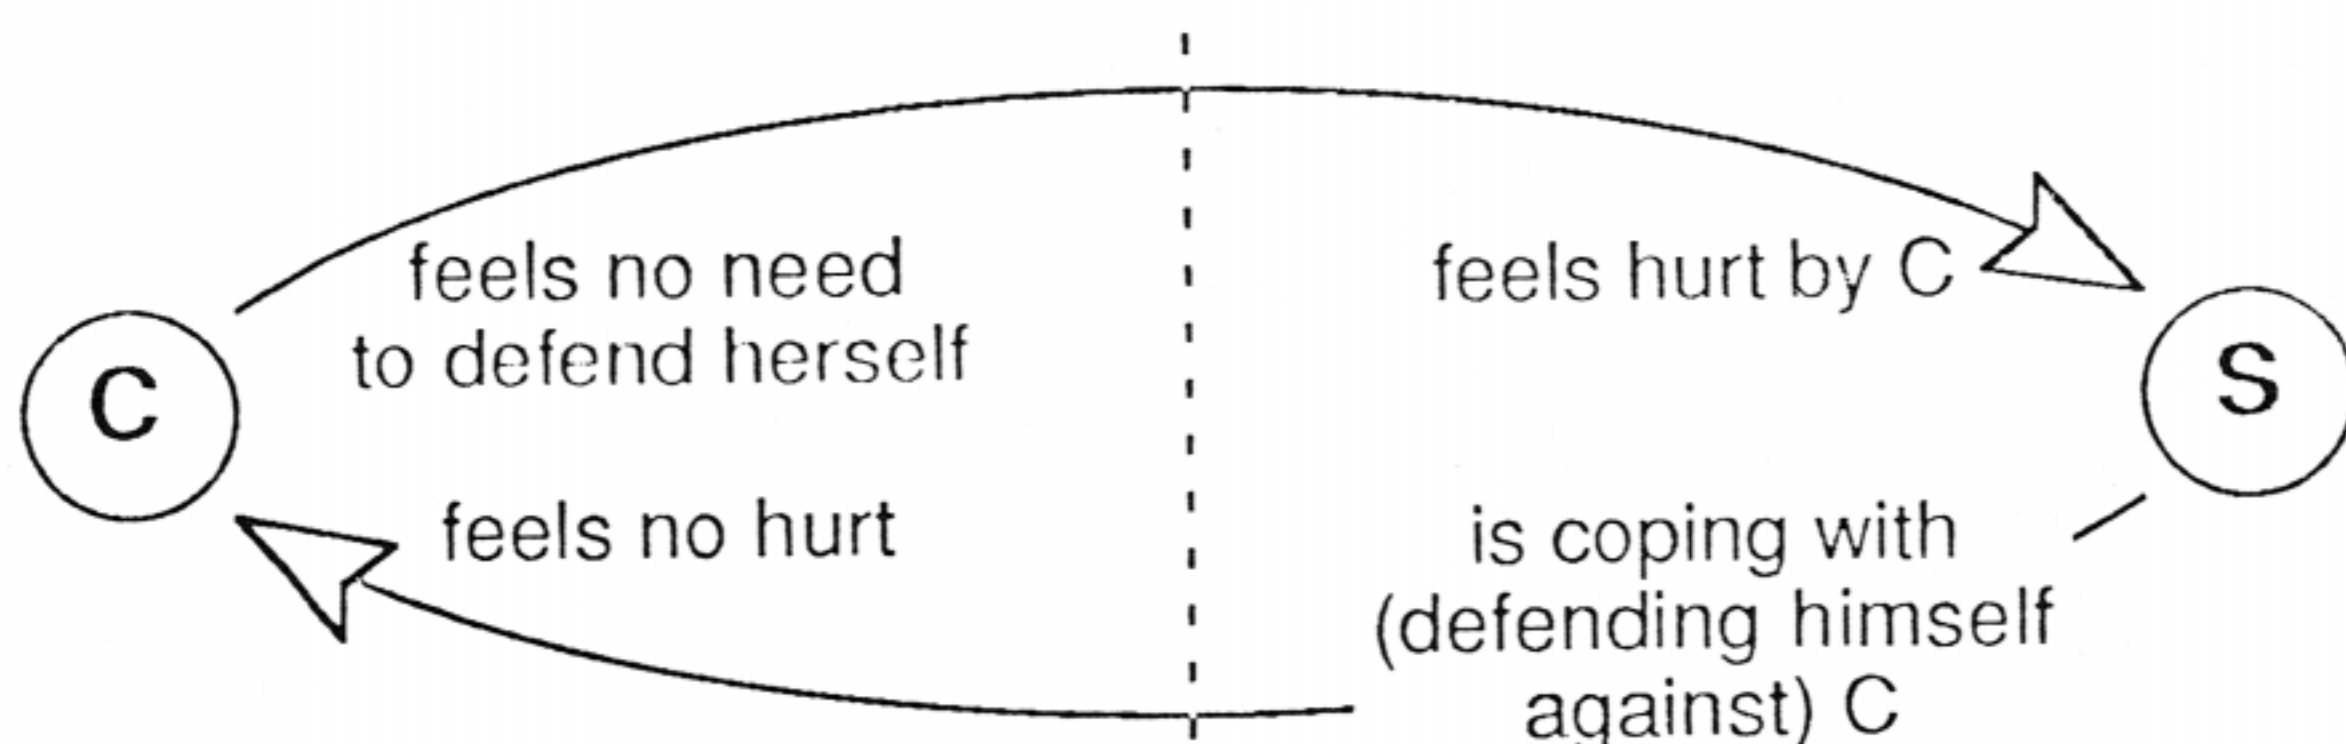 feels no need
to defend herself
feels hurt by C
C
S
feels no hurt
is coping with
(defending himself
against) C